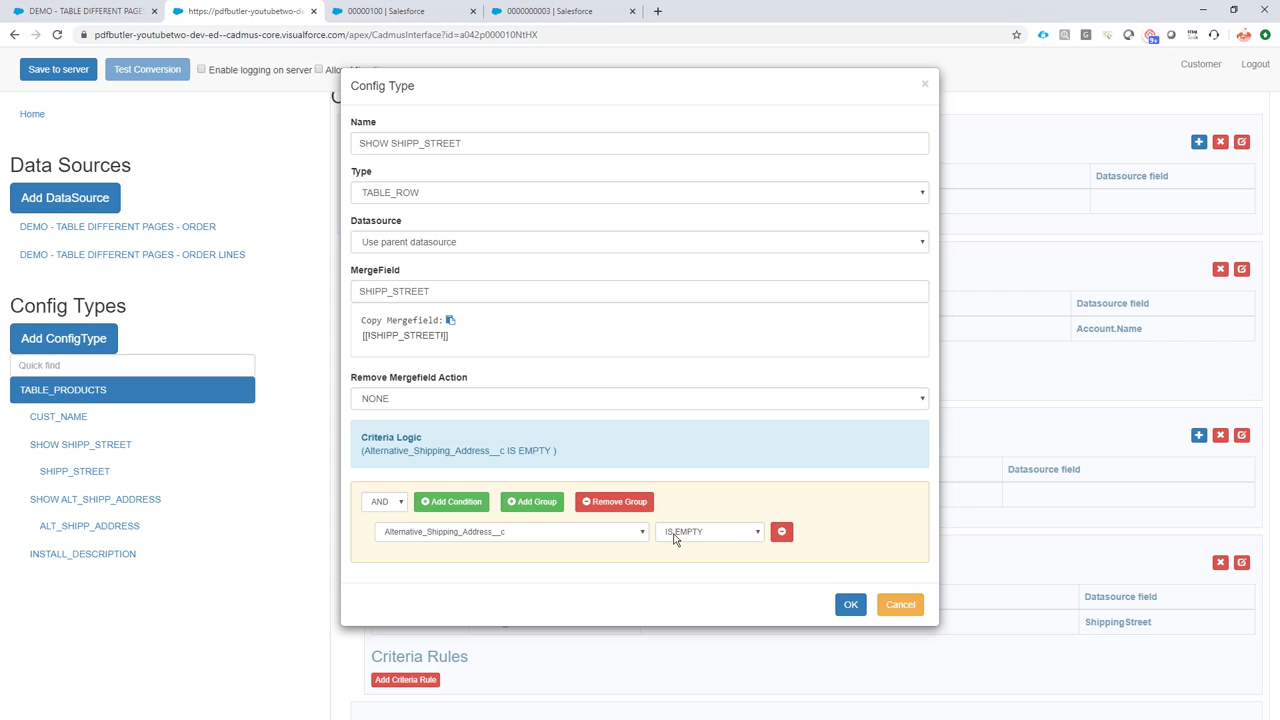 DEMO - TABLE DIFFERENT PAGES
https://pdfbutler-youtubetwo-de
00000100 | Salesforce
0000000003 | Salesforce
pdfbutler-youtubetwo-dev-ed--cadmus-core.visualforce.com/apex/CadmusInterface?id=a042p000010NtHX
9+
Save to server
Test Conversion
Enable logging on server
Customer
Logout
Home
Data Sources
Add DataSource
DEMO - TABLE DIFFERENT PAGES - ORDER
DEMO - TABLE DIFFERENT PAGES - ORDER LINES
Config Types
Add ConfigType
Quick find
TABLE_PRODUCTS
CUST_NAME
SHOW SHIPP_STREET
SHIPP_STREET
SHOW ALT_SHIPP_ADDRESS
ALT_SHIPP_ADDRESS
INSTALL_DESCRIPTION
Config Type
×
Name
SHOW SHIPP_STREET
Type
TABLE_ROW
Datasource
Use parent datasource
MergeField
SHIPP_STREET
Copy Mergefield:
[[!SHIPP_STREET!]]
Remove Mergefield Action
NONE
Criteria Logic
(Alternative_Shipping_Address__c IS EMPTY )
AND
Add Condition
Add Group
Remove Group
Alternative_Shipping_Address__c
IS EMPTY
OK
Cancel
Datasource field
Datasource field
Account.Name
Datasource field
Datasource field
ShippingStreet
Criteria Rules
Add Criteria Rule